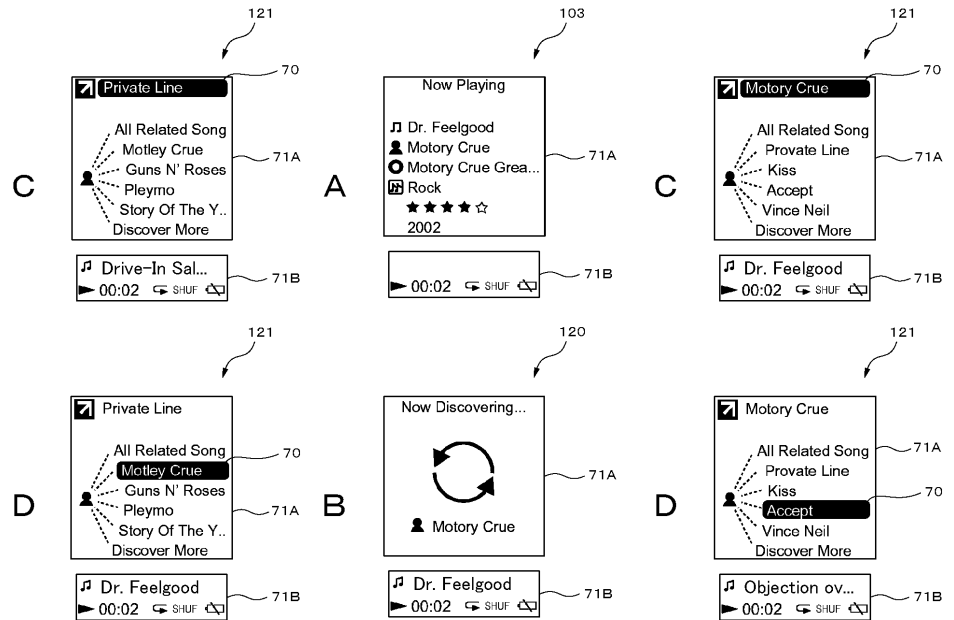 121
103
121
70
70
Private Line
Now Playing
Motory Crue
All Related Song
Motley Crue
Guns N' Roses
Pleymo
Story Of The Y..
Discover More
71A
C
Dr. Feelgood
Motory Crue
Motory Crue Grea...
Rock
★★★★☆
2002
71A
A
All Related Song
Provate Line
Kiss
Accept
Vince Neil
Discover More
71A
C
Drive-In Sal...
00:02 SHUF
71B
00:02 SHUF
71B
Dr. Feelgood
00:02 SHUF
71B
121
120
121
Private Line
Now Discovering...
Motory Crue
All Related Song
Motley Crue
Guns N' Roses
Pleymo
Story Of The Y..
Discover More
70
71A
D
Motory Crue
71A
B
All Related Song
Provate Line
Kiss
Accept
Vince Neil
Discover More
71A
70
D
Dr. Feelgood
00:02 SHUF
71B
Dr. Feelgood
00:02 SHUF
71B
Objection ov...
00:02 SHUF
71B